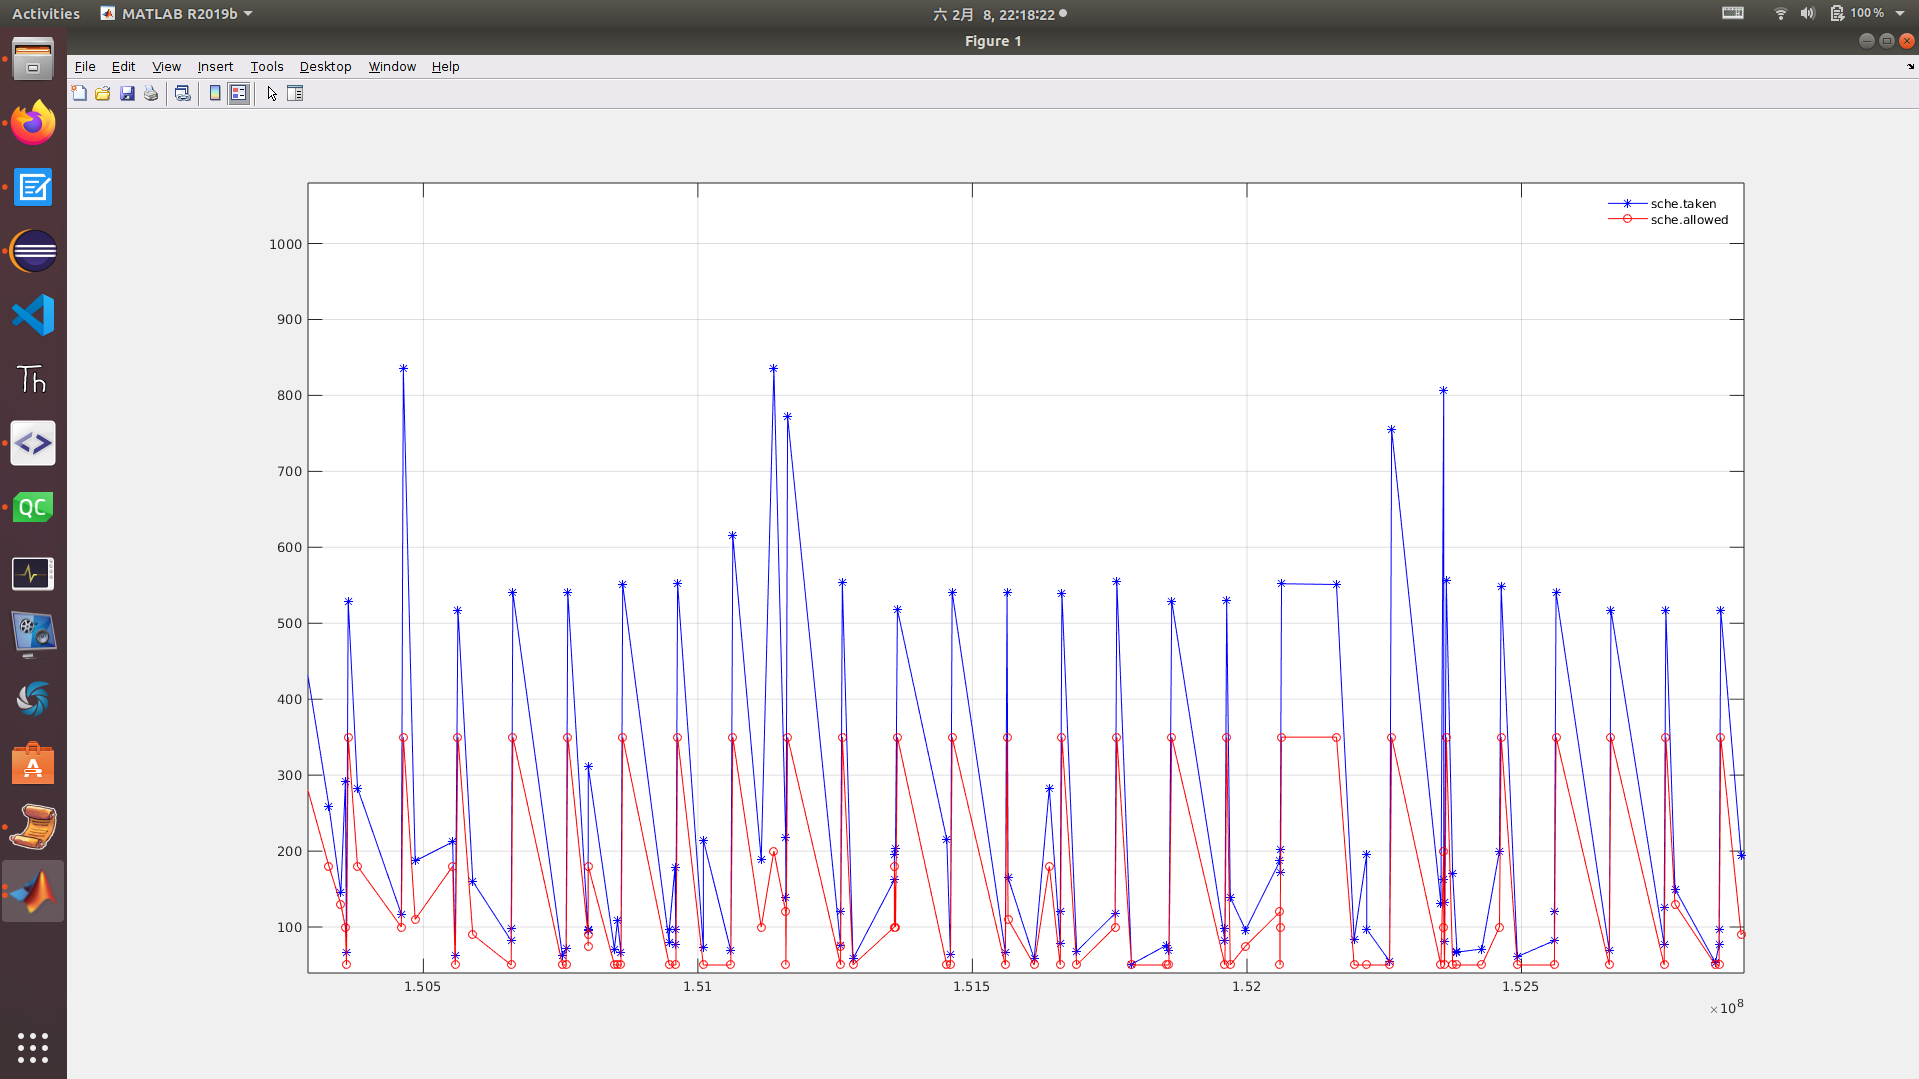 Activities MATLAB R2019b 六 2月 8, 22:18:22 100 %
Figure 1
File Edit View Insert Tools Desktop Window Help
Th
QC
sche.taken
sche.allowed
1000
900
800
700
600
500
400
300
200
100
1.505 1.51 1.515 1.52 1.525
×10⁸